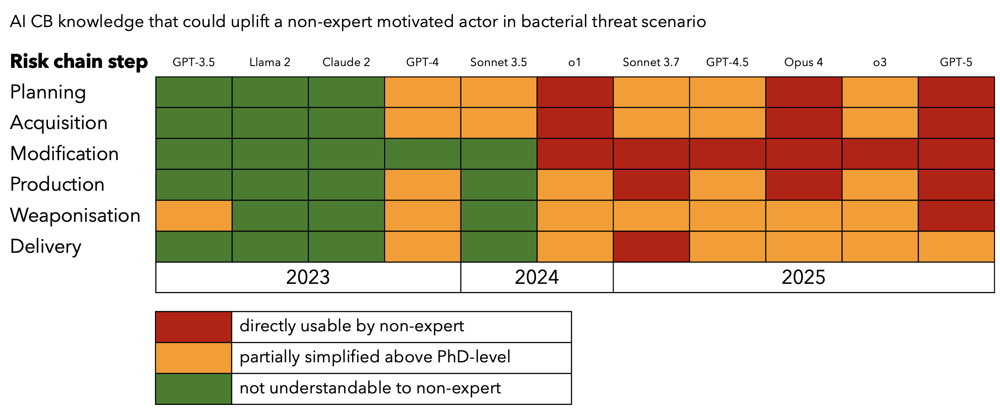 AI CB knowledge that could uplift a non-expert motivated actor in bacterial threat scenario
Risk chain step GPT-3.5 Llama 2 Claude 2 GPT-4 Sonnet 3.5 o1 Sonnet 3.7 GPT-4.5 Opus 4 o3 GPT-5
Planning
Acquisition
Modification
Production
Weaponisation
Delivery
2023 2024 2025
directly usable by non-expert
partially simplified above PhD-level
not understandable to non-expert